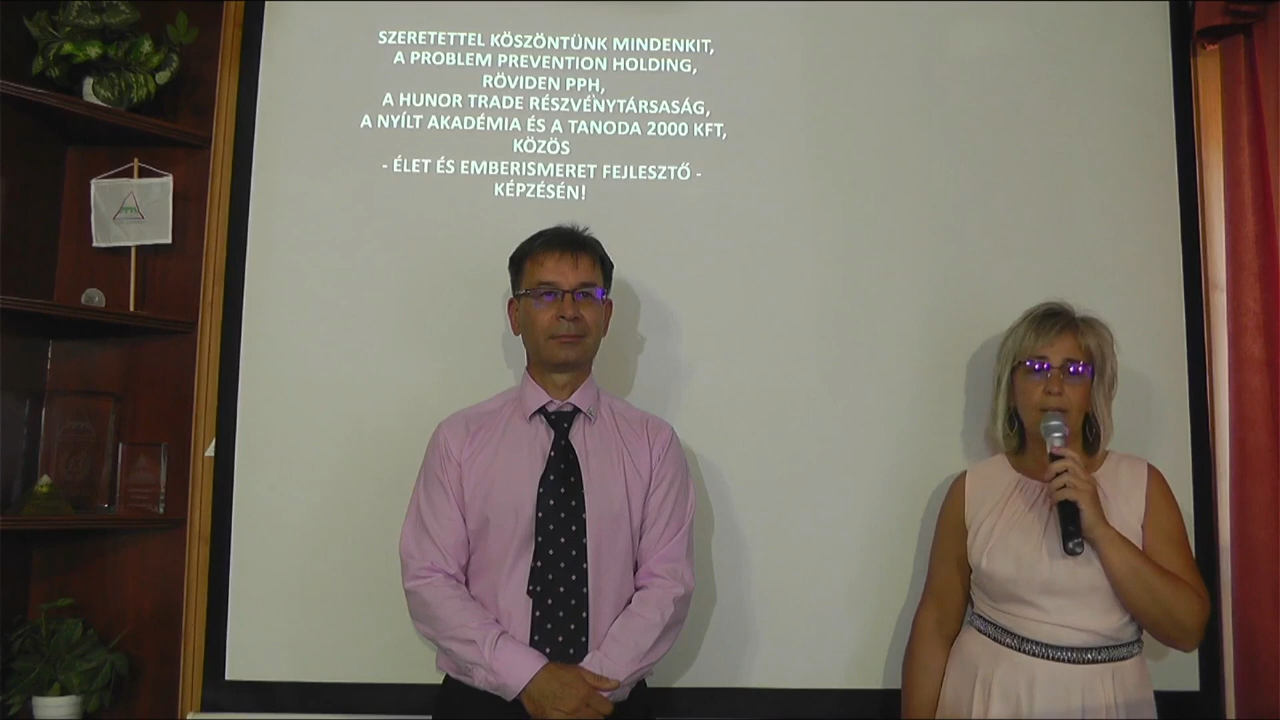 SZERETETTEL KÖSZÖNTÜNK MINDENKIT,
A PROBLEM PREVENTION HOLDING,
RÖVIDEN PPH,
A HUNOR TRADE RÉSZVÉNYTÁRSASÁG,
A NYÍLT AKADÉMIA ÉS A TANODA 2000 KFT,
KÖZÖS
- ÉLET ÉS EMBERISMERET FEJLESZTŐ -
KÉPZÉSÉN!